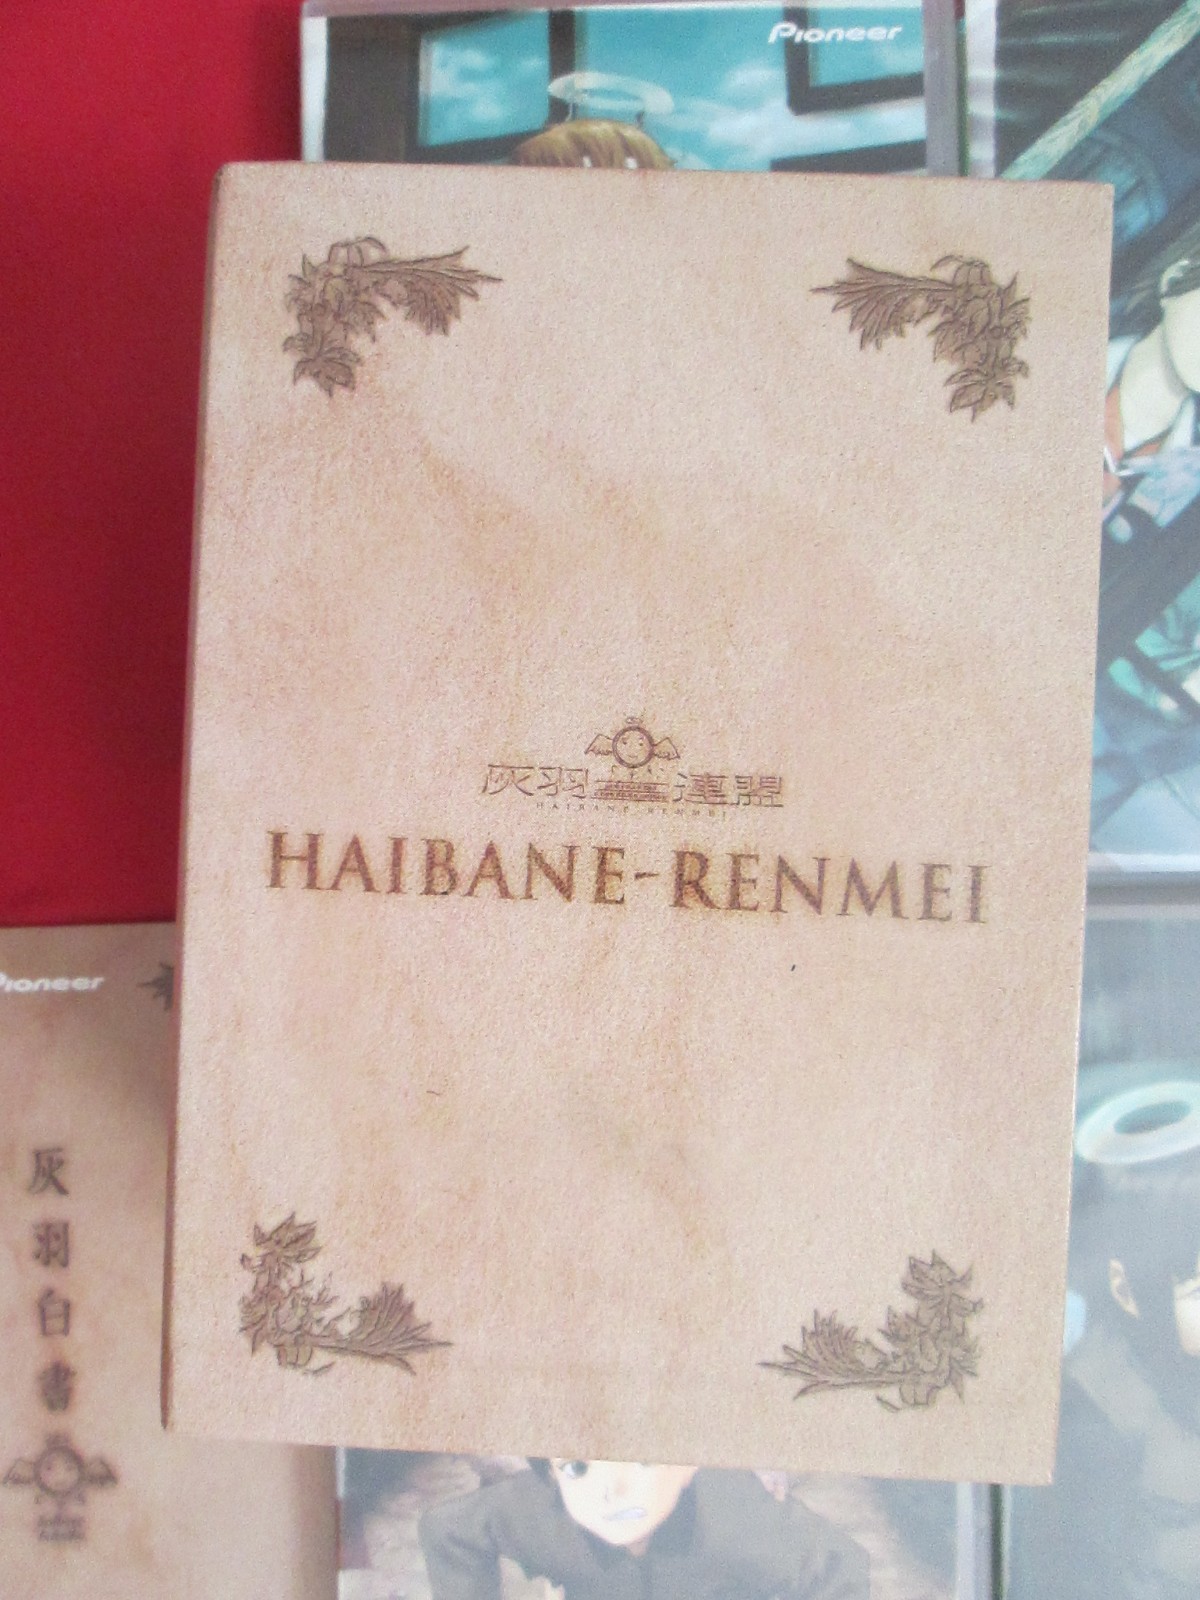 Pioneer
灰羽連盟
HAIBANE RENMEI
HAIBANE-RENMEI
Pioneer
灰羽白書